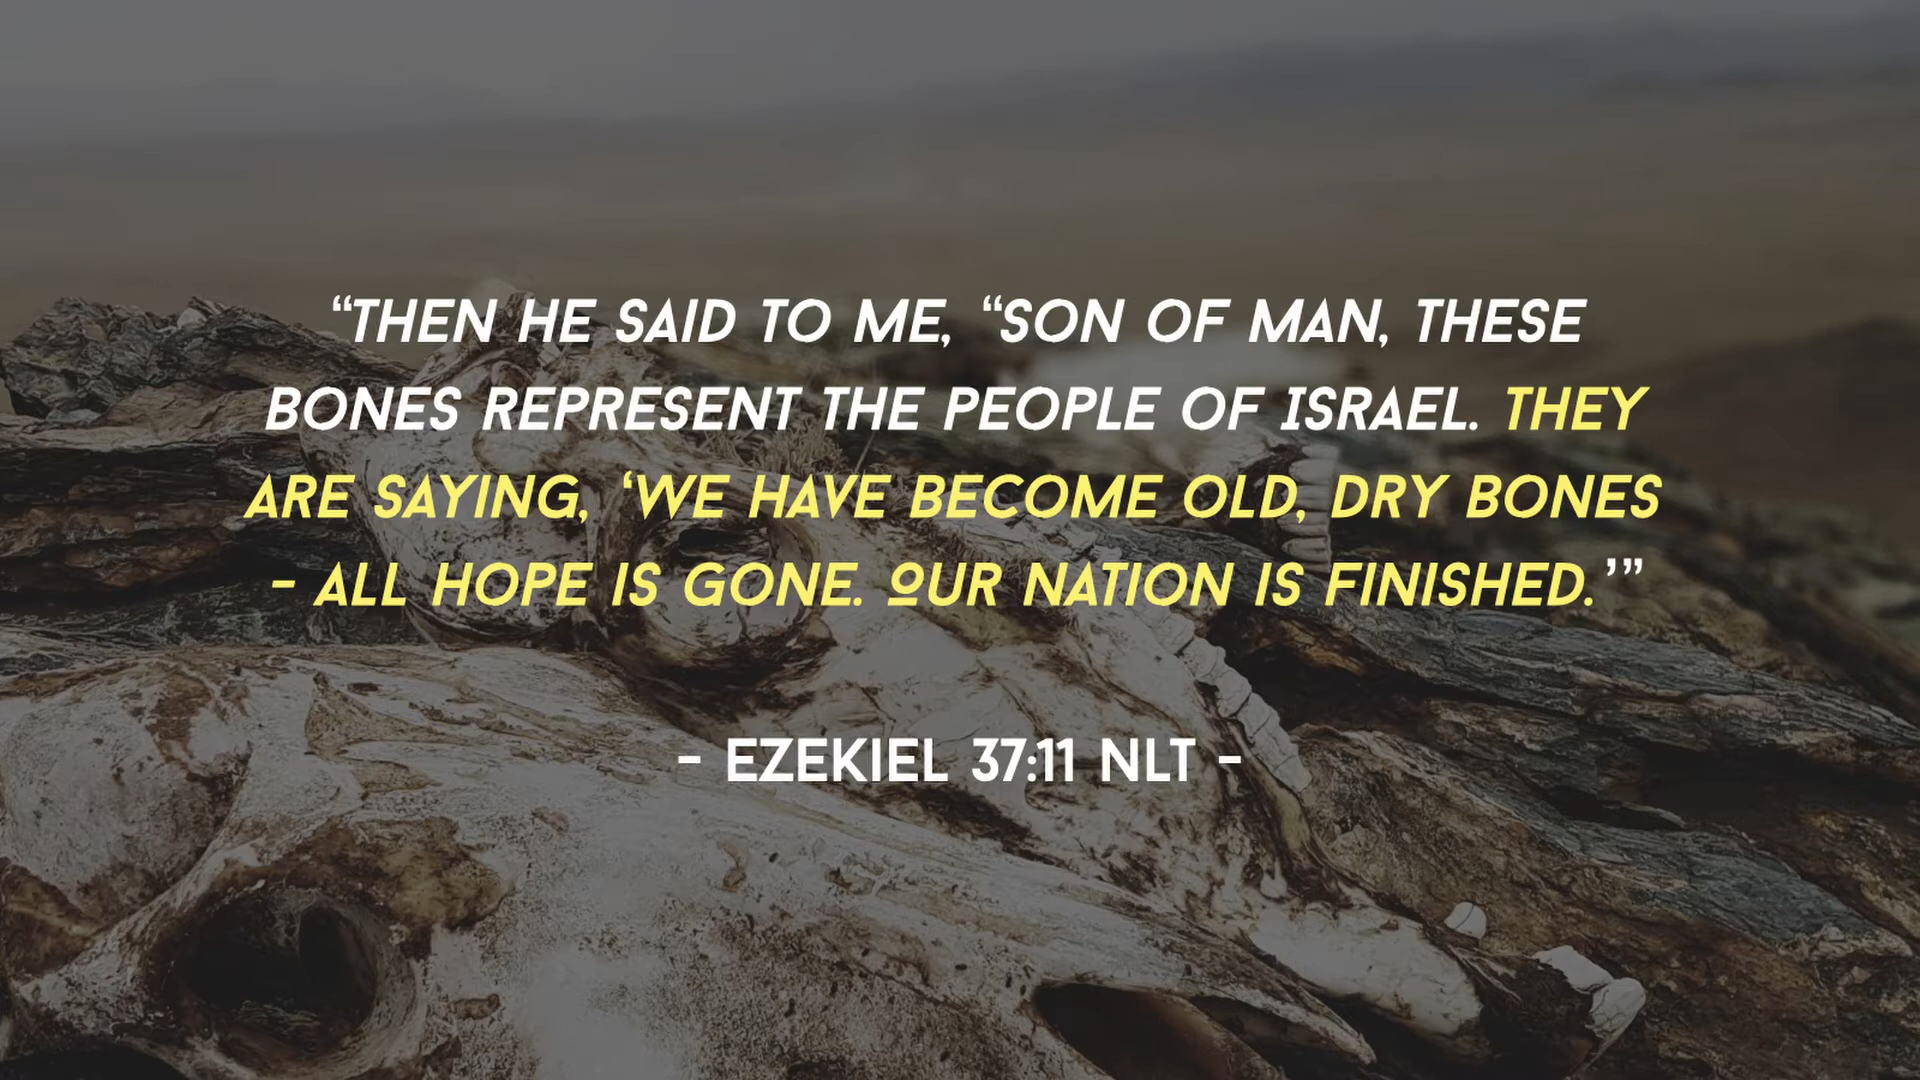 “THEN HE SAID TO ME, “SON OF MAN, THESE
BONES REPRESENT THE PEOPLE OF ISRAEL. THEY
ARE SAYING, ‘WE HAVE BECOME OLD, DRY BONES
- ALL HOPE IS GONE. OUR NATION IS FINISHED.’”
- EZEKIEL 37:11 NLT -